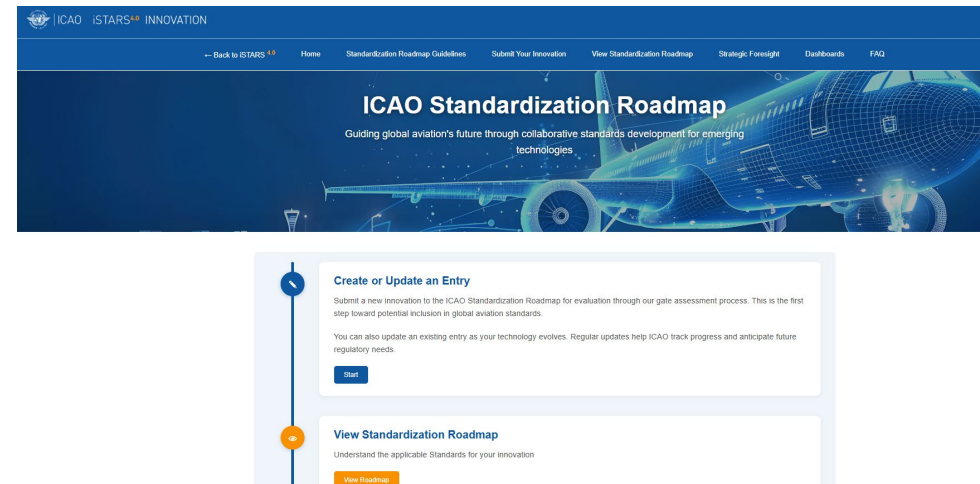 ICAO iSTARS 4.0 INNOVATION
← Back to iSTARS 4.0 Home Standardization Roadmap Guidelines Submit Your Innovation View Standardization Roadmap Strategic Foresight Dashboards FAQ
ICAO Standardization Roadmap
Guiding global aviation's future through collaborative standards development for emerging
technologies
Create or Update an Entry
Submit a new innovation to the ICAO Standardization Roadmap for evaluation through our gate assessment process. This is the first
step toward potential inclusion in global aviation standards.
You can also update an existing entry as your technology evolves. Regular updates help ICAO track progress and anticipate future
regulatory needs.
Start
View Standardization Roadmap
Understand the applicable Standards for your innovation
View Roadmap